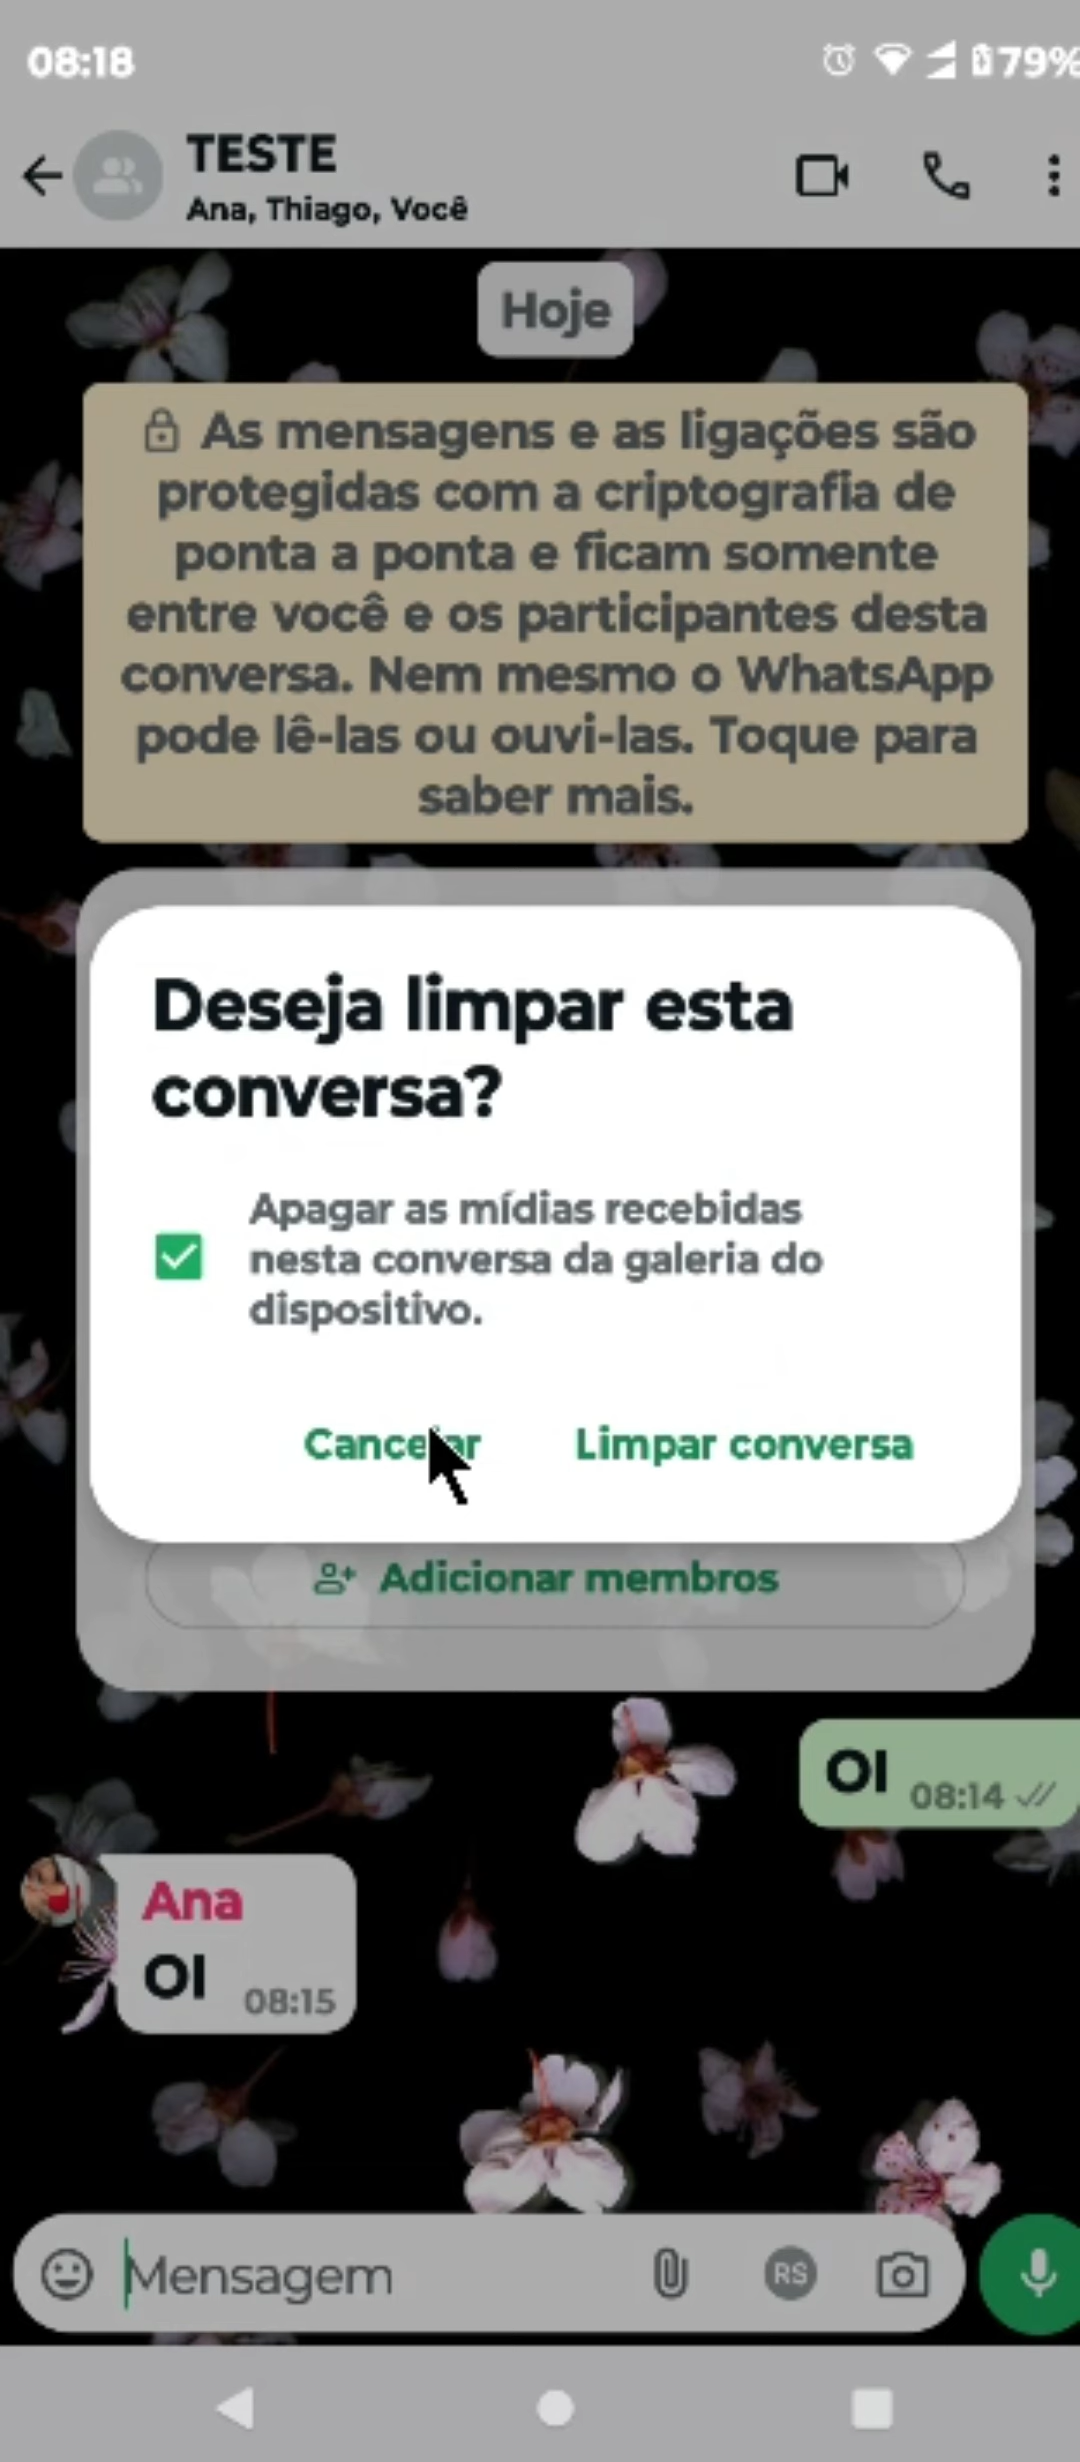 08:18
79%
TESTE
Ana, Thiago, Você
Hoje
As mensagens e as ligações são
protegidas com a criptografia de
ponta a ponta e ficam somente
entre você e os participantes desta
conversa. Nem mesmo o WhatsApp
pode lê-las ou ouvi-las. Toque para
saber mais.
Deseja limpar esta
conversa?
Apagar as mídias recebidas
nesta conversa da galeria do
dispositivo.
Cancelar Limpar conversa
Adicionar membros
OI 08:14
Ana
OI 08:15
Mensagem
RS